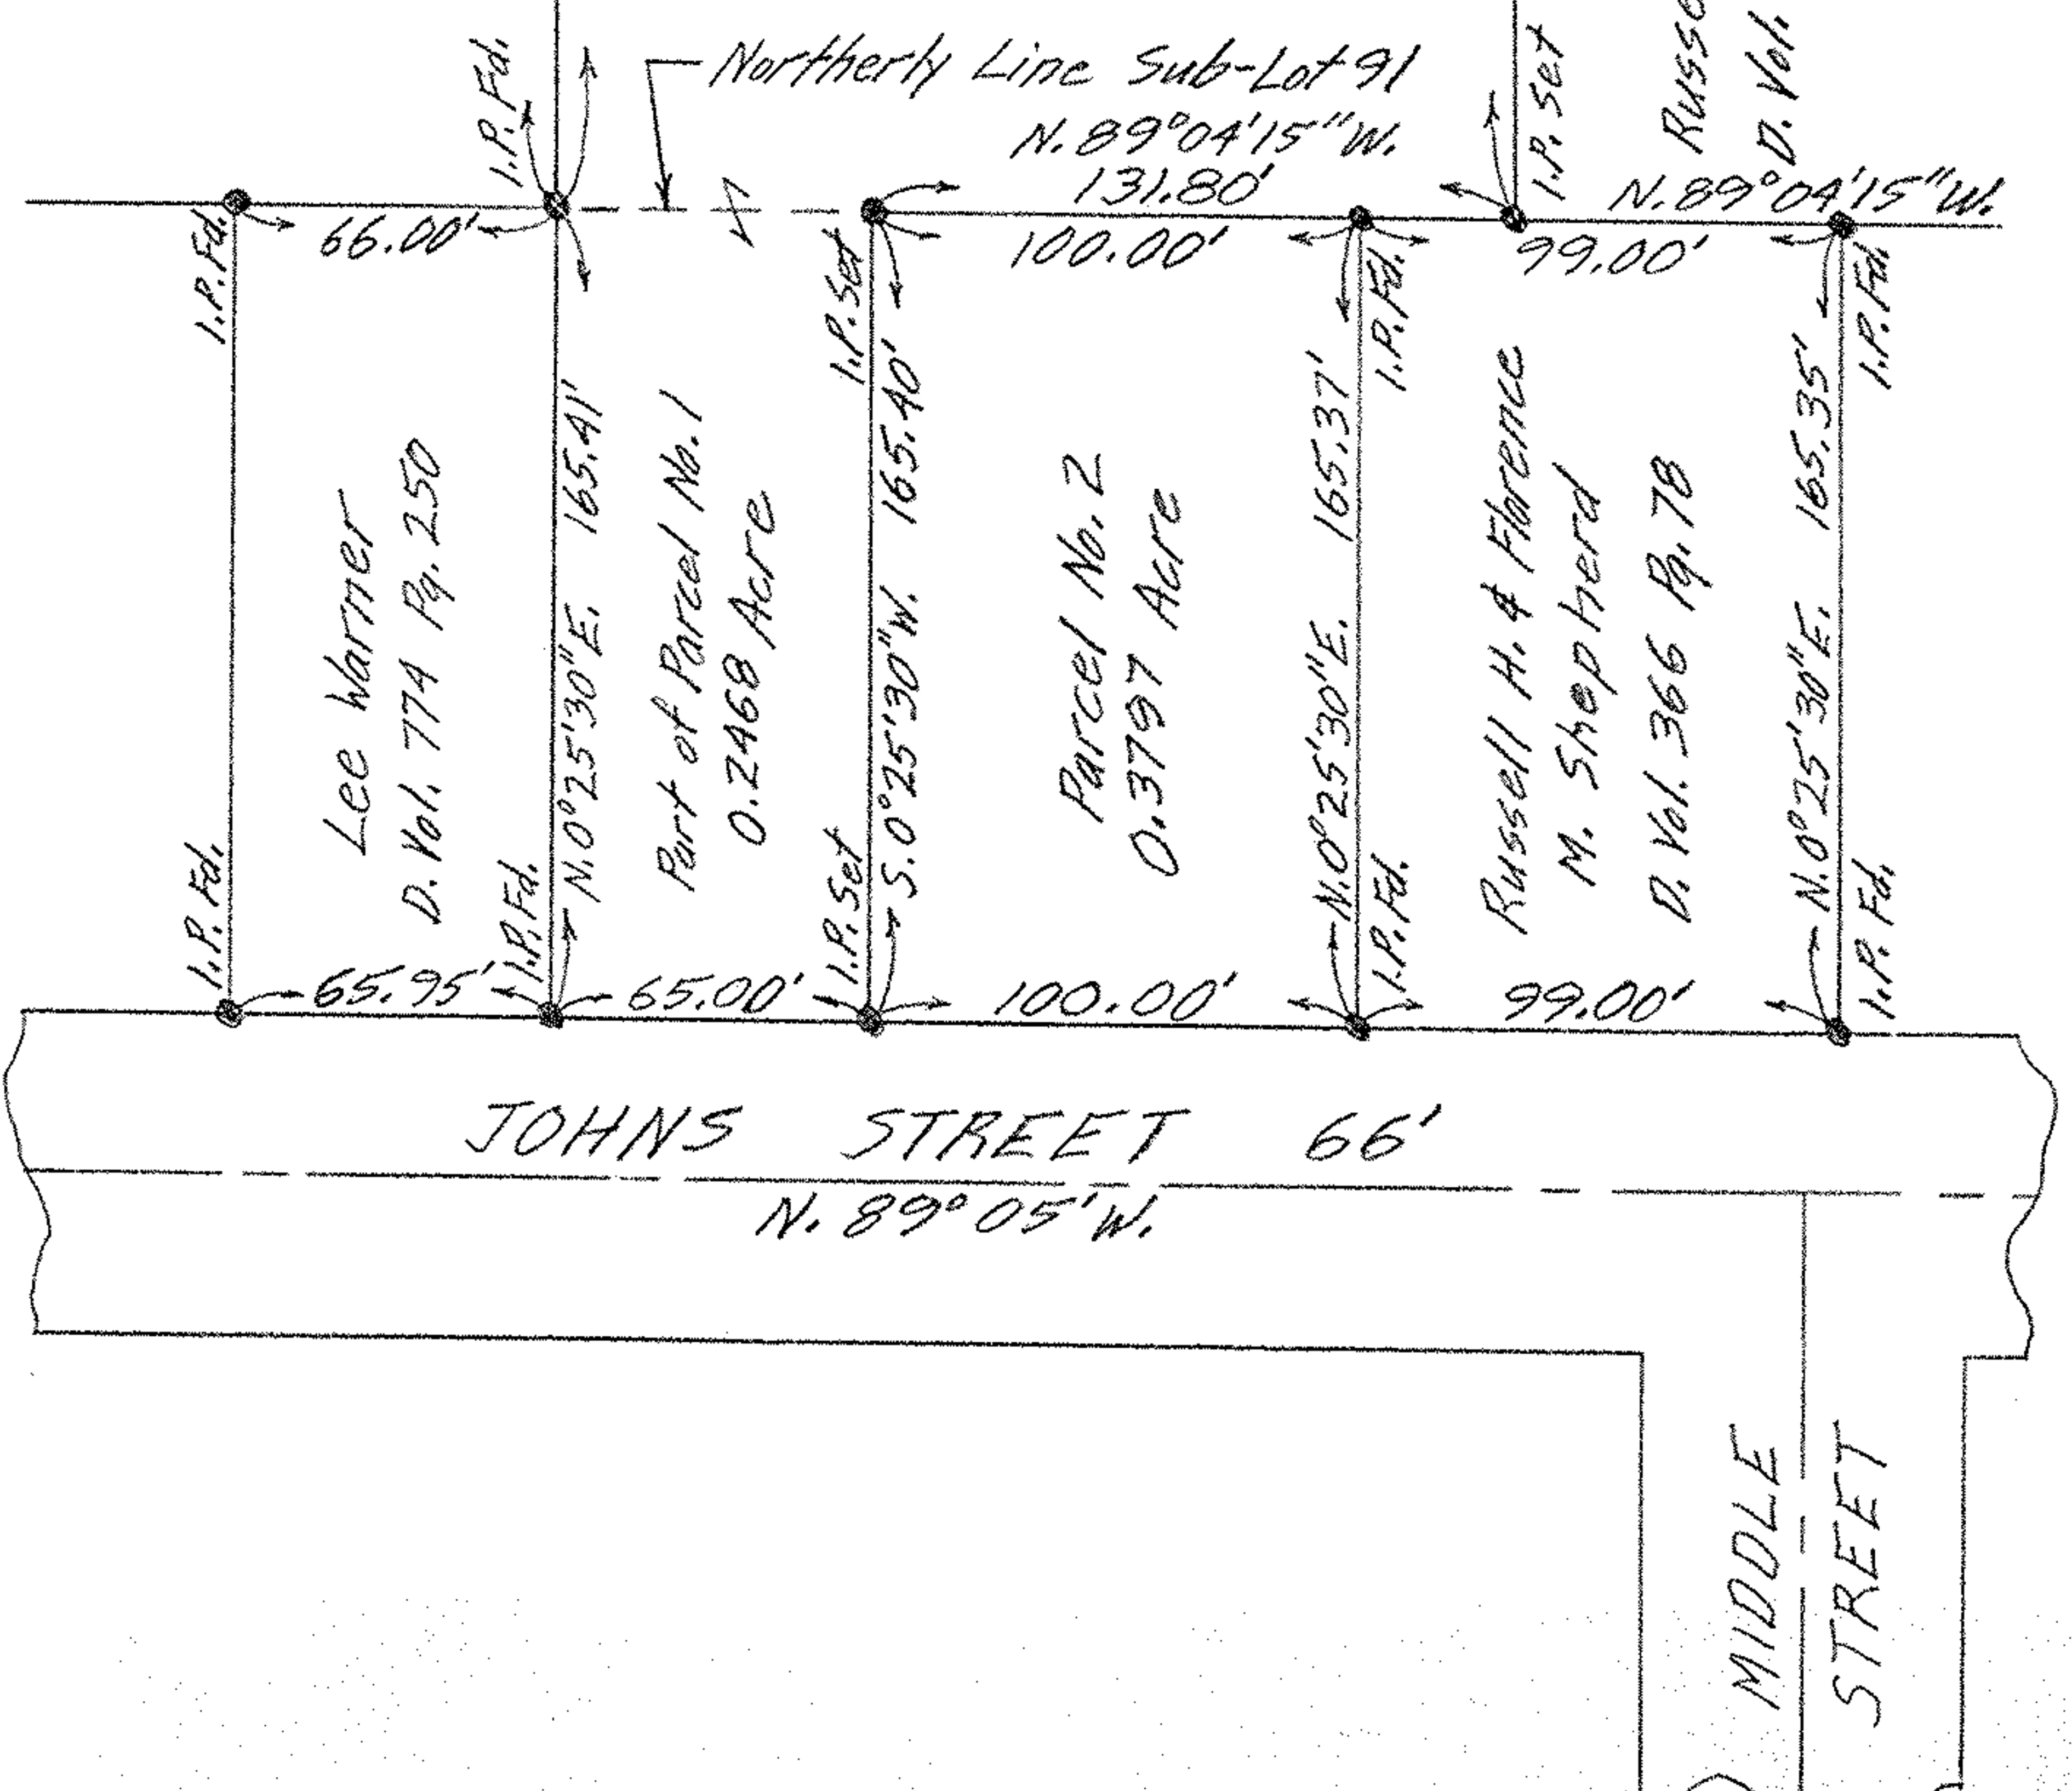 Northerly Line Sub-Lot 91
N. 89°04'15"W.
131.80'
I.P. Fd.
I.P. Set
D. Vol.
N. 89°04'15"W.
66.00'
100.00'
99.00'
I.P. Fd.
I.P. Set
I.P. Fd.
I.P. Fd.
Lee Warner
D. Vol. 774 Pg. 250
N. 0°25'30"E. 165.41'
Part of Parcel No. 1
0.2468 Acre
S. 0°25'30"W. 165.40'
Parcel No. 2
0.3797 Acre
N. 0°25'30"E. 165.37'
Russell H. & Florence
M. Shepherd
D. Vol. 366 Pg. 78
N. 0°25'30"E. 165.35'
I.P. Fd.
I.P. Fd.
I.P. Set
I.P. Fd.
I.P. Fd.
65.95'
65.00'
100.00'
99.00'
JOHNS STREET 66'
N. 89°05'W.
MIDDLE
STREET